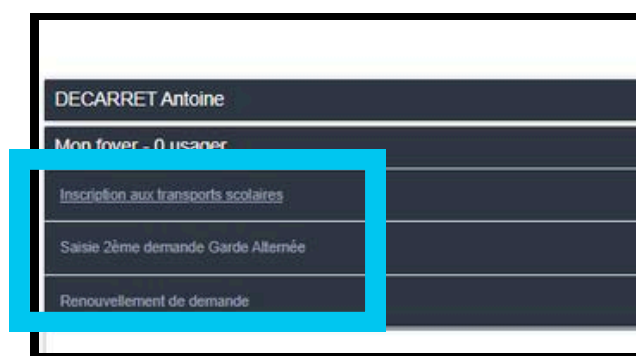 DECARRET Antoine
Mon foyer - 0 usager
Inscription aux transports scolaires
Saisie 2ème demande Garde Alternée
Renouvellement de demande